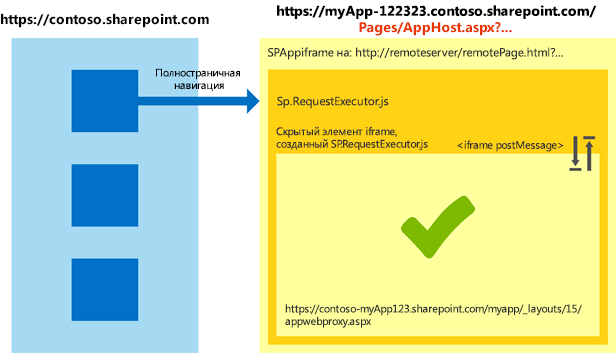 https://contoso.sharepoint.com
https://myApp-122323.contost.sharepoint.com/
Pages/AppHost.aspx?...
Полностраничная
навигация
SPAppiframe на: http://remoteserver/remotePage.html?...
Sp.RequestExecutor.js
Скрытый элемент iframe,
созданный SP.RequestExecutor.js
<iframe postMessage>
https://contoso-myApp123.sharepoint.com/myapp/_layouts/15/
appwebproxy.aspx